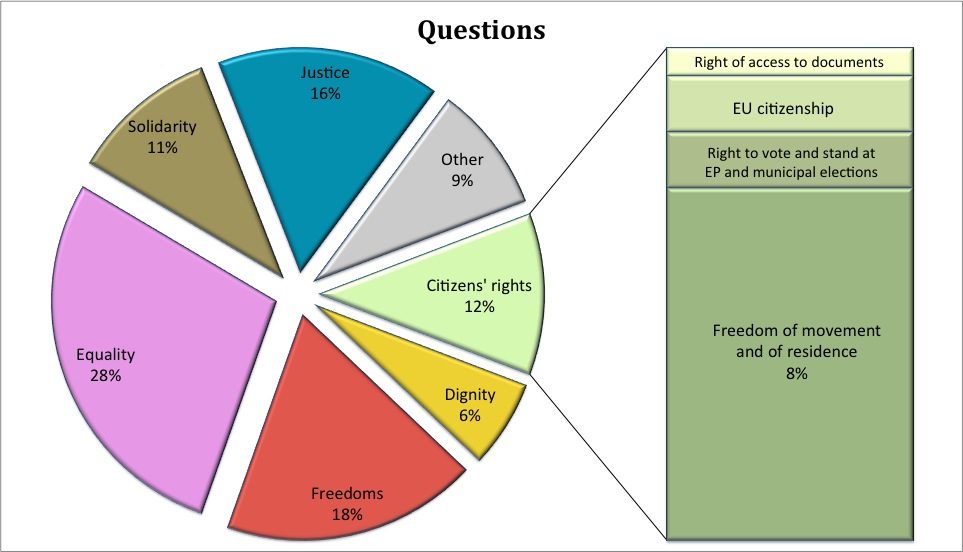 Questions
Justice
16%
Other
9%
Citizens' rights
12%
Dignity
6%
Freedoms
18%
Equality
28%
Solidarity
11%
Right of access to documents
EU citizenship
Right to vote and stand at
EP and municipal elections
Freedom of movement
and of residence
8%